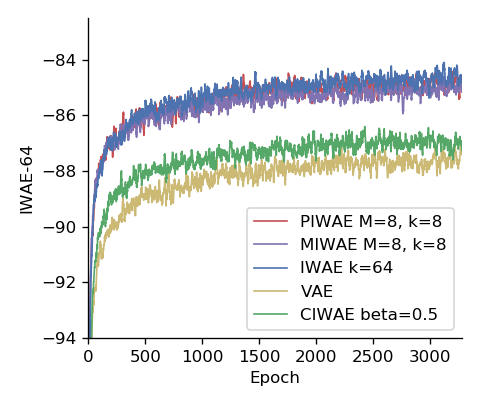 −84
−86
−88
−90
−92
−94
IWAE-64
PIWAE M=8, k=8
MIWAE M=8, k=8
IWAE k=64
VAE
CIWAE beta=0.5
0 500 1000 1500 2000 2500 3000
Epoch